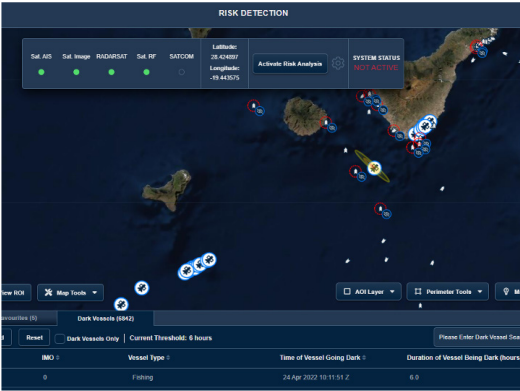 RISK DETECTION
Sat. AIS Sat. Image RADARSAT Sat. RF SATCOM
Latitude:
28.424897
Longitude:
-19.443575
Activate Risk Analysis
SYSTEM STATUS
NOT ACTIVE
View ROI Map Tools AOI Layer Perimeter Tools
Favourites (6) Dark Vessels (6842)
Reset Dark Vessels Only Current Threshold: 6 hours Please Enter Dark Vessel Sea
IMO Vessel Type Time of Vessel Going Dark Duration of Vessel Being Dark (hours
0 Fishing 24 Apr 2022 10:11:51 Z 6.0